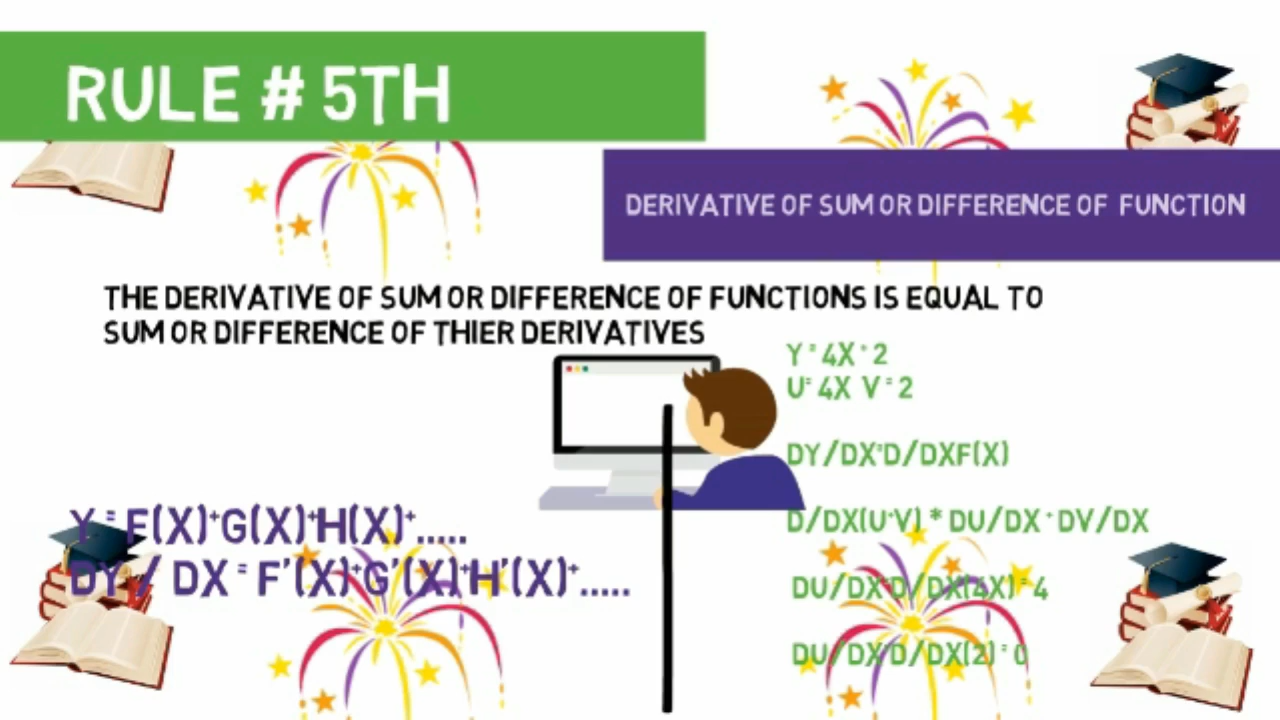 RULE # 5TH
DERIVATIVE OF SUM OR DIFFERENCE OF FUNCTION
THE DERIVATIVE OF SUM OR DIFFERENCE OF FUNCTIONS IS EQUAL TO
SUM OR DIFFERENCE OF THIER DERIVATIVES
Y = 4X + 2
U= 4X V = 2
DY/DX=D/DXF(X)
D/DX(U+V) * DU/DX + DV/DX
DU/DX=D/DX(4X) = 4
DU/DX=D/DX(2) = 0
Y = F(X)+G(X)+H(X)+.....
DY / DX = F'(X)+G'(X)+H'(X)+.....